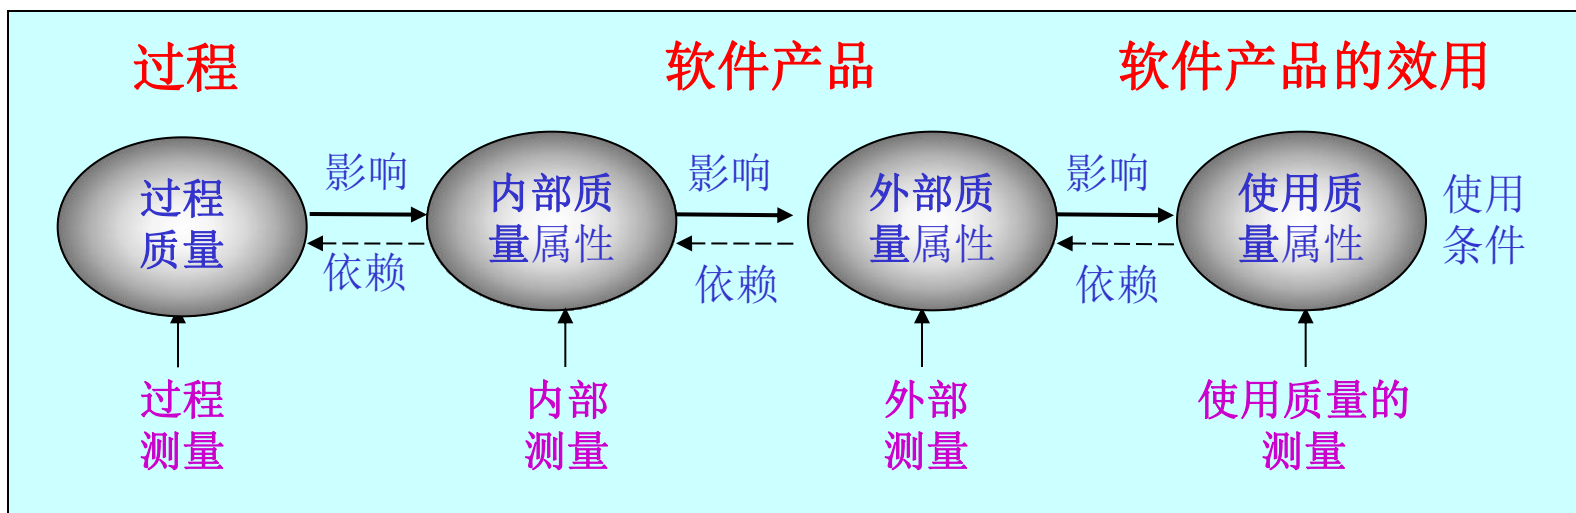 过程
软件产品
软件产品的效用
过程
质量
影响
依赖
内部质
量属性
影响
依赖
外部质
量属性
影响
依赖
使用质
量属性
使用
条件
过程
测量
内部
测量
外部
测量
使用质量的
测量